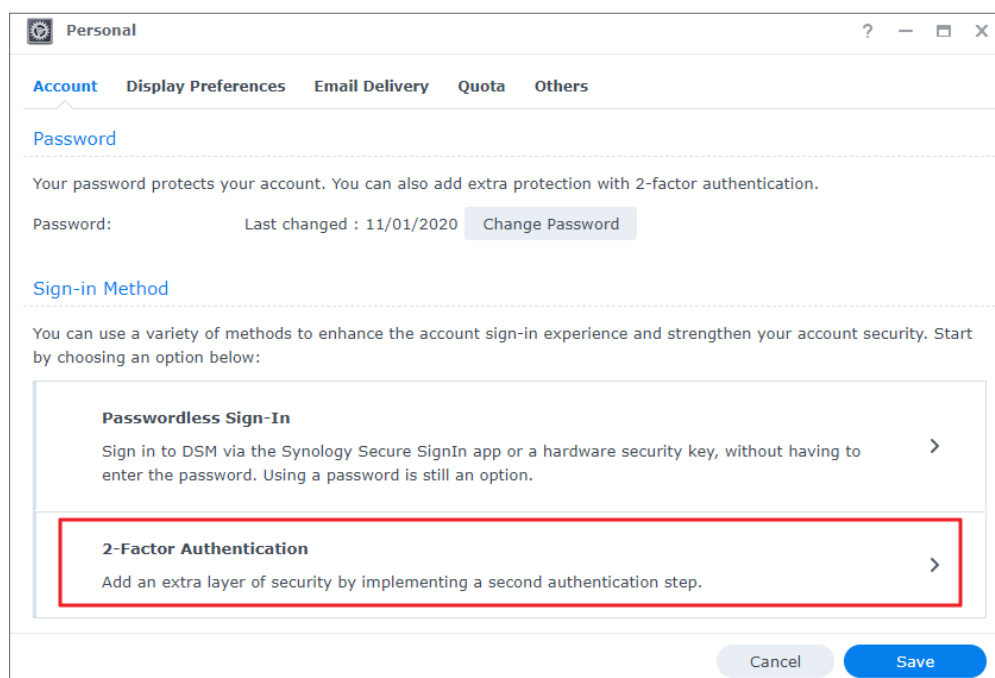 Personal
Account Display Preferences Email Delivery Quota Others
Password
Your password protects your account. You can also add extra protection with 2-factor authentication.
Password: Last changed : 11/01/2020 Change Password
Sign-in Method
You can use a variety of methods to enhance the account sign-in experience and strengthen your account security. Start
by choosing an option below:
Passwordless Sign-In
Sign in to DSM via the Synology Secure SignIn app or a hardware security key, without having to
enter the password. Using a password is still an option.
2-Factor Authentication
Add an extra layer of security by implementing a second authentication step.
Cancel Save